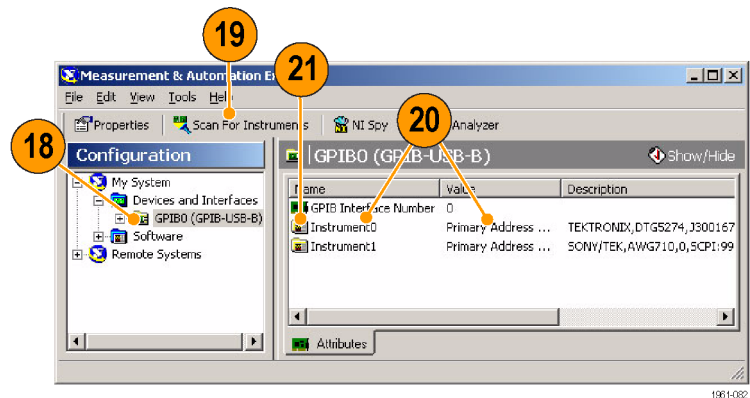 19
Measurement & Automation E
21
File Edit View Tools Hel
Properties Scan For Instruments NI Spy 20 Analyzer
18
Configuration
GPIB0 (GPIB-USB-B)
Show/Hide
My System
Devices and Interfaces
GPIB0 (GPIB-USB-B)
Software
Remote Systems
Name Value Description
GPIB Interface Number 0
Instrument0 Primary Address ... TEKTRONIX,DTG5274,J300167
Instrument1 Primary Address ... SONY/TEK,AWG710,0,SCPI:99
Attributes
1961-082